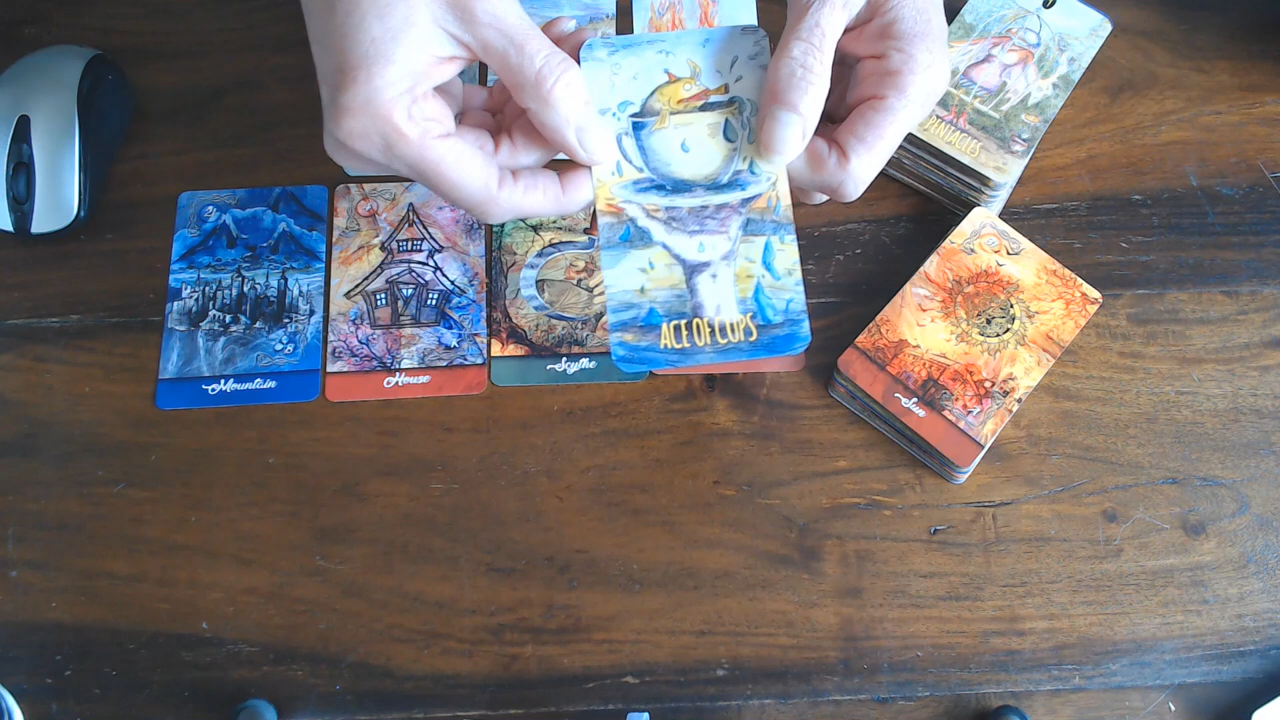 PENTACLES
ACE OF CUPS
Mountain
House
Scythe
Sun